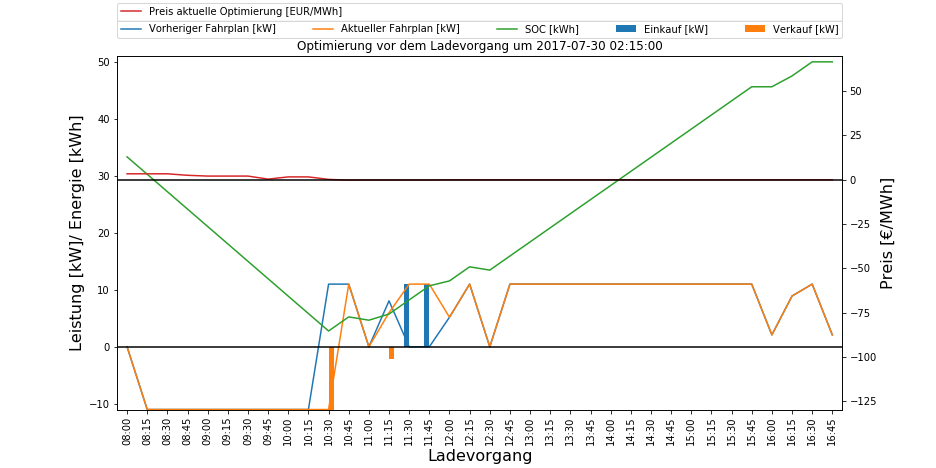 Preis aktuelle Optimierung [EUR/MWh]
Vorheriger Fahrplan [kW] Aktueller Fahrplan [kW] SOC [kWh] Einkauf [kW] Verkauf [kW]
Optimierung vor dem Ladevorgang um 2017-07-30 02:15:00
Leistung [kW]/ Energie [kWh]
50
40
30
20
10
0
−10
50
25
0
−25
−50
−75
−100
−125
Preis [€/MWh]
08:00 08:15 08:30 08:45 09:00 09:15 09:30 09:45 10:00 10:15 10:30 10:45 11:00 11:15 11:30 11:45 12:00 12:15 12:30 12:45 13:00 13:15 13:30 13:45 14:00 14:15 14:30 14:45 15:00 15:15 15:30 15:45 16:00 16:15 16:30 16:45
Ladevorgang